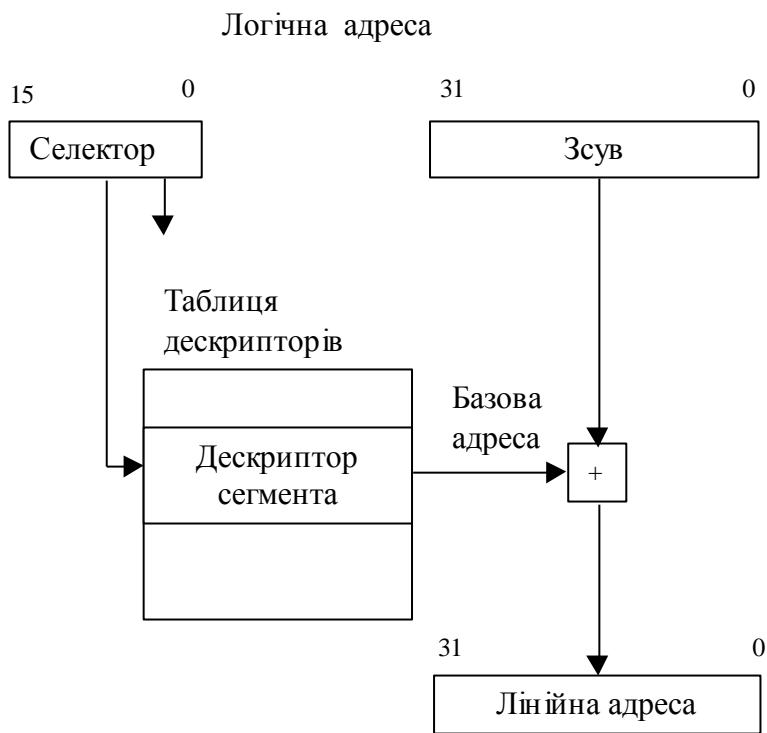 Логічна адреса
15 0 31 0
Селектор Зсув
Таблиця
дескрипторів
Базова
адреса
Дескриптор
сегмента
+
31 0
Лінійна адреса